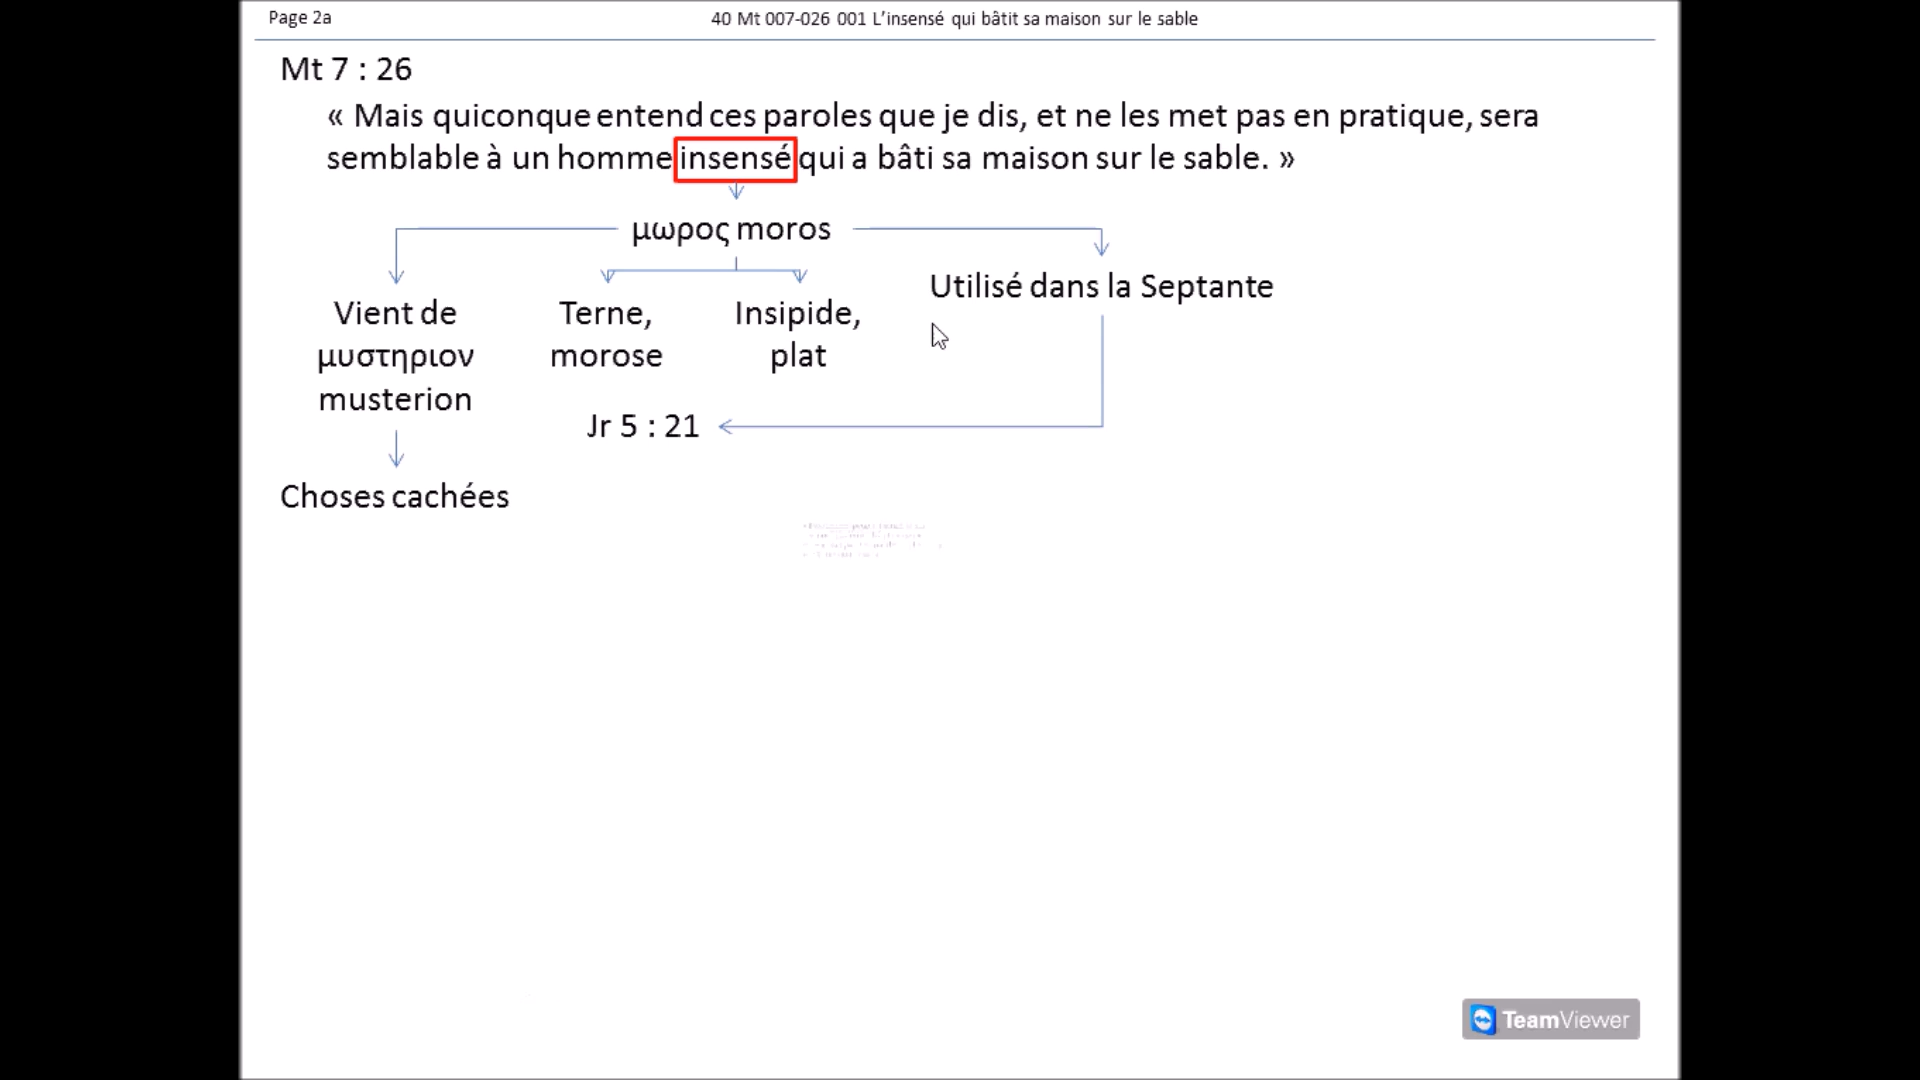 Page 2a
40 Mt 007-026 001 L’insensé qui bâtit sa maison sur le sable
Mt 7 : 26
« Mais quiconque entend ces paroles que je dis, et ne les met pas en pratique, sera
semblable à un homme insensé qui a bâti sa maison sur le sable. »
μωρος moros
Utilisé dans la Septante
Vient de
μυστηριον
musterion
Terne,
morose
Insipide,
plat
Jr 5 : 21
Choses cachées
TeamViewer